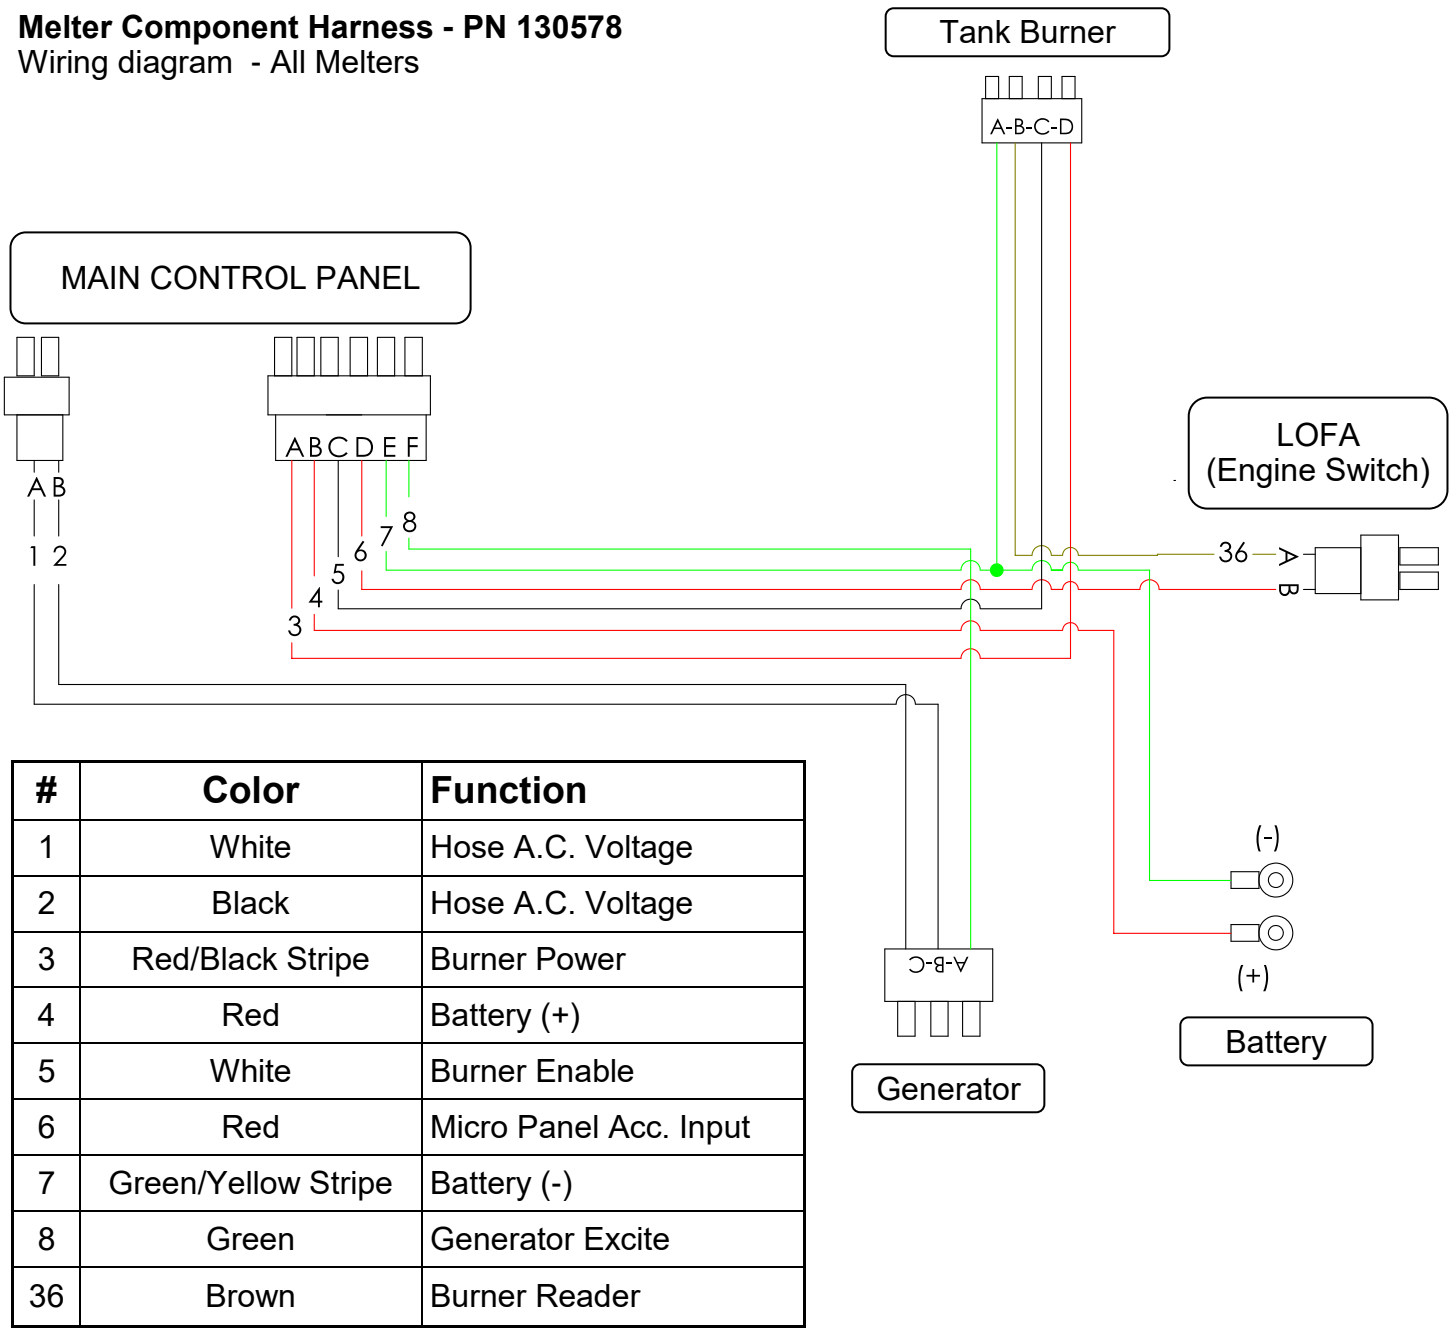 Melter Component Harness - PN 130578
Wiring diagram - All Melters
Tank Burner
A-B-C-D
MAIN CONTROL PANEL
A B C D E F
A B
1 2
3
4
5
6
7
8
LOFA
(Engine Switch)
36
A
B
# Color Function
1 White Hose A.C. Voltage
2 Black Hose A.C. Voltage
3 Red/Black Stripe Burner Power
4 Red Battery (+)
5 White Burner Enable
6 Red Micro Panel Acc. Input
7 Green/Yellow Stripe Battery (-)
8 Green Generator Excite
36 Brown Burner Reader
A-B-C
Generator
(-)
(+)
Battery